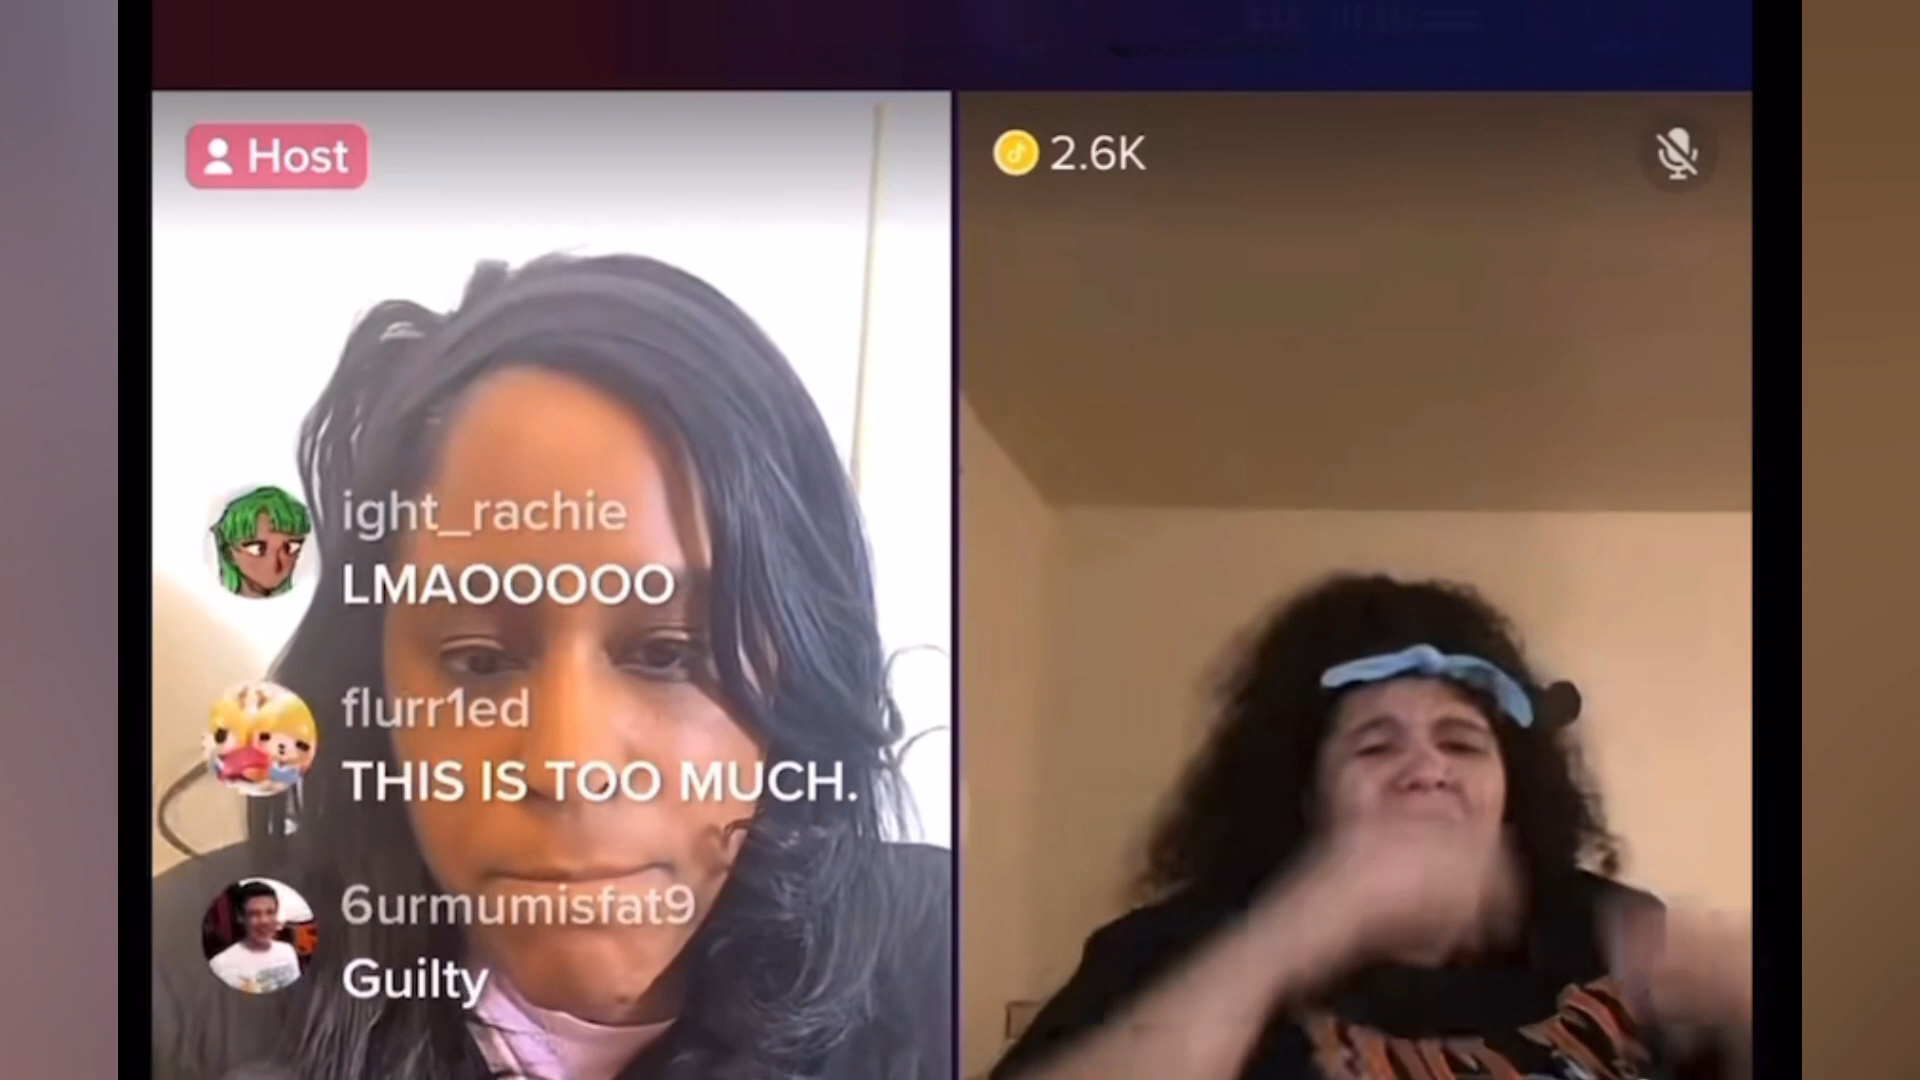 Host
2.6K
ight_rachie
LMAOOOOO
flurr1ed
THIS IS TOO MUCH.
6urmumisfat9
Guilty